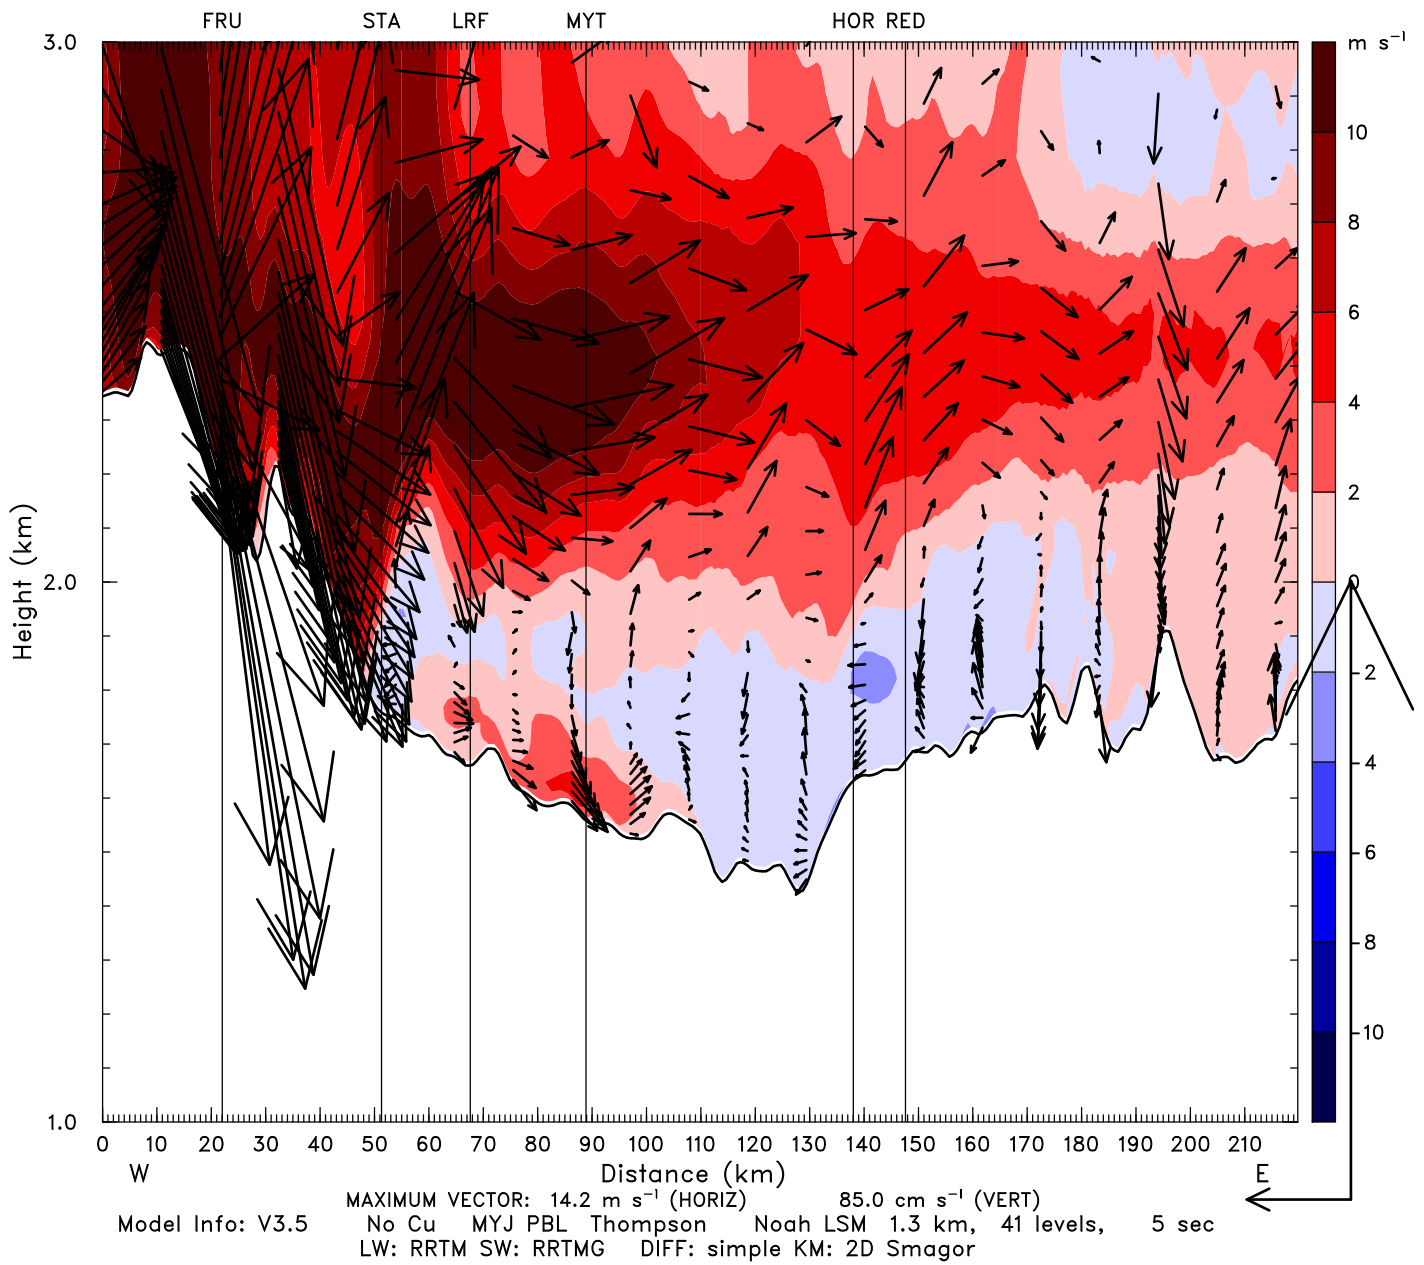 FRU STA LRF MYT HOR RED
3.0
m s⁻¹
10
8
6
4
2
0
-2
-4
-6
-8
-10
Height (km)
2.0
1.0
0 10 20 30 40 50 60 70 80 90 100 110 120 130 140 150 160 170 180 190 200 210
W Distance (km) E
MAXIMUM VECTOR: 14.2 m s⁻¹ (HORIZ) 85.0 cm s⁻¹ (VERT)
Model Info: V3.5 No Cu MYJ PBL Thompson Noah LSM 1.3 km, 41 levels, 5 sec
LW: RRTM SW: RRTMG DIFF: simple KM: 2D Smagor